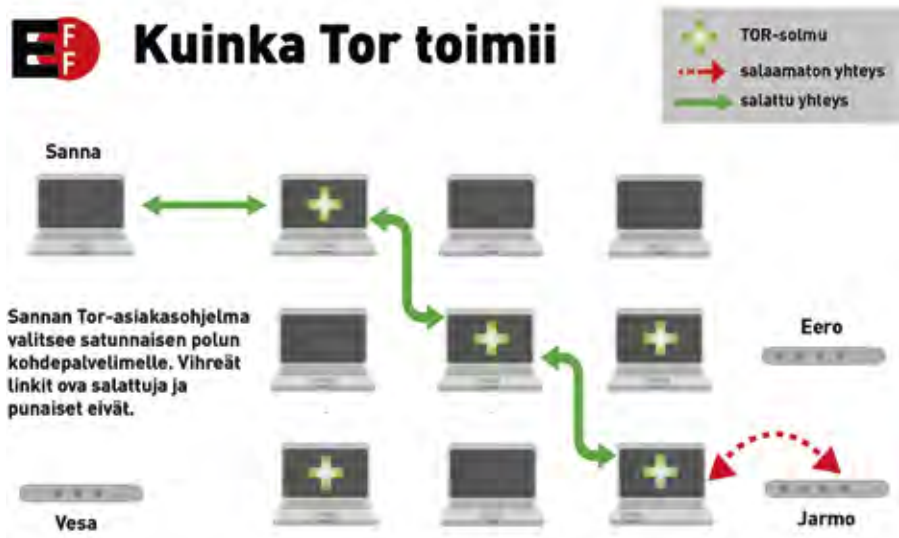 EFF
Kuinka Tor toimii
TOR-solmu
salaamaton yhteys
salattu yhteys
Sanna
Sannan Tor-asiakasohjelma
valitsee satunnaisen polun
kohdepalvelimelle. Vihreät
linkit ova salattuja ja
punaiset eivät.
Eero
Vesa
Jarmo